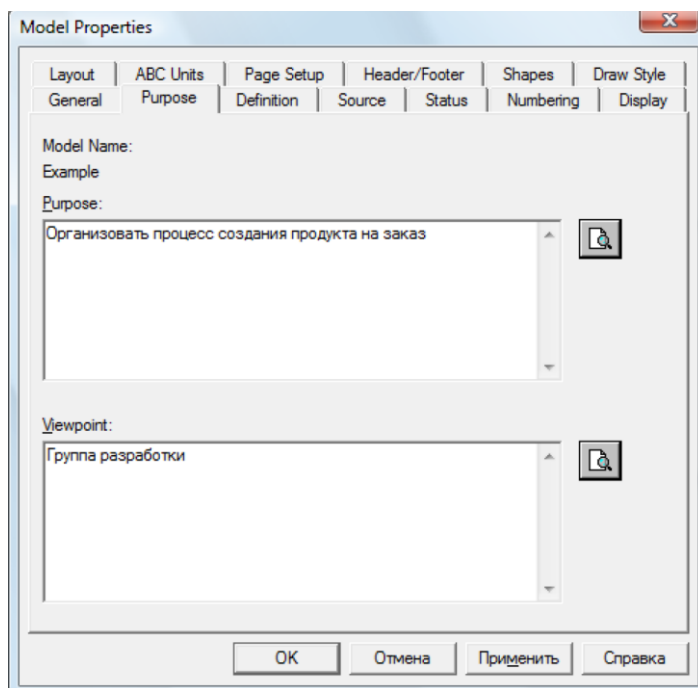 Model Properties
Layout ABC Units Page Setup Header/Footer Shapes Draw Style
General Purpose Definition Source Status Numbering Display
Model Name:
Example
Purpose:
Организовать процесс создания продукта на заказ
Viewpoint:
Группа разработки
OK Отмена Применить Справка